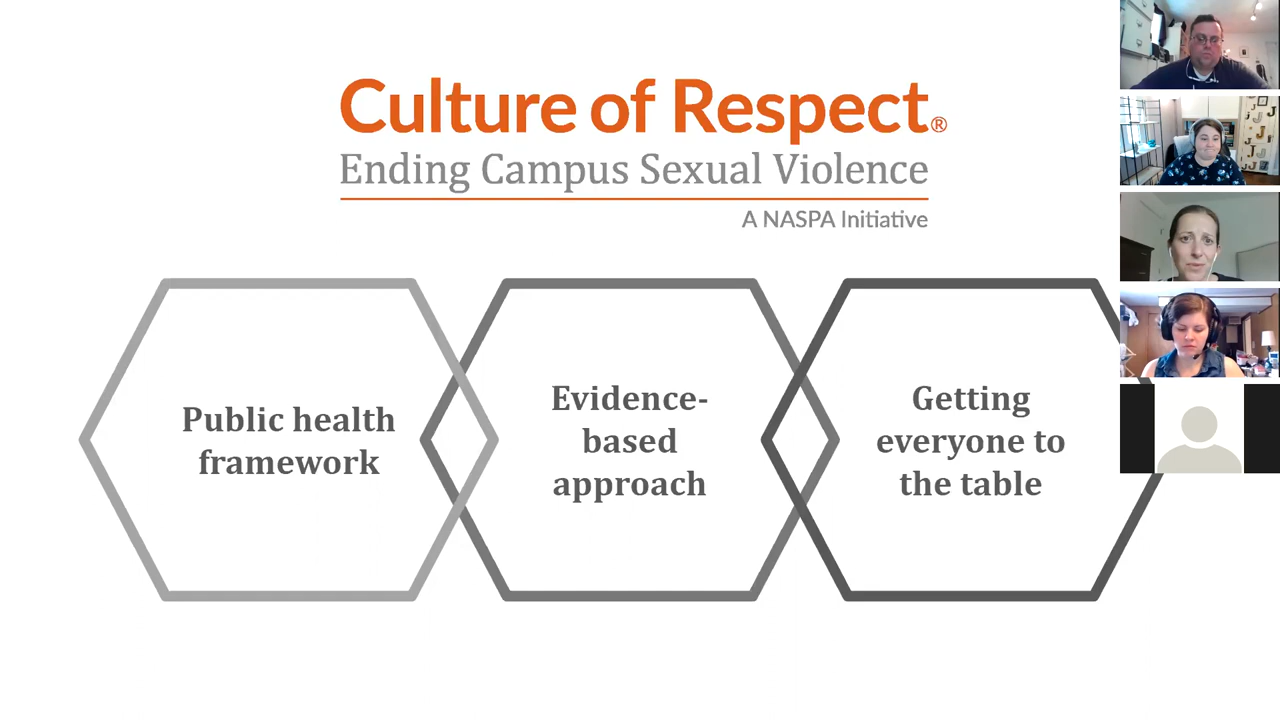 Culture of Respect®
Ending Campus Sexual Violence
A NASPA Initiative
Public health
framework
Evidence-
based
approach
Getting
everyone to
the table